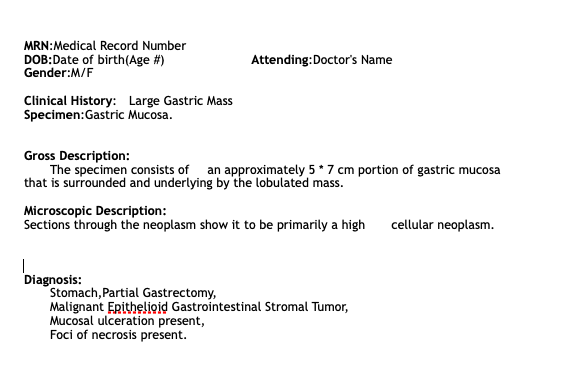 MRN:Medical Record Number
DOB:Date of birth(Age #) Attending:Doctor's Name
Gender:M/F
Clinical History: Large Gastric Mass
Specimen:Gastric Mucosa.
Gross Description:
The specimen consists of an approximately 5 * 7 cm portion of gastric mucosa
that is surrounded and underlying by the lobulated mass.
Microscopic Description:
Sections through the neoplasm show it to be primarily a high cellular neoplasm.
Diagnosis:
Stomach,Partial Gastrectomy,
Malignant Epithelioid Gastrointestinal Stromal Tumor,
Mucosal ulceration present,
Foci of necrosis present.